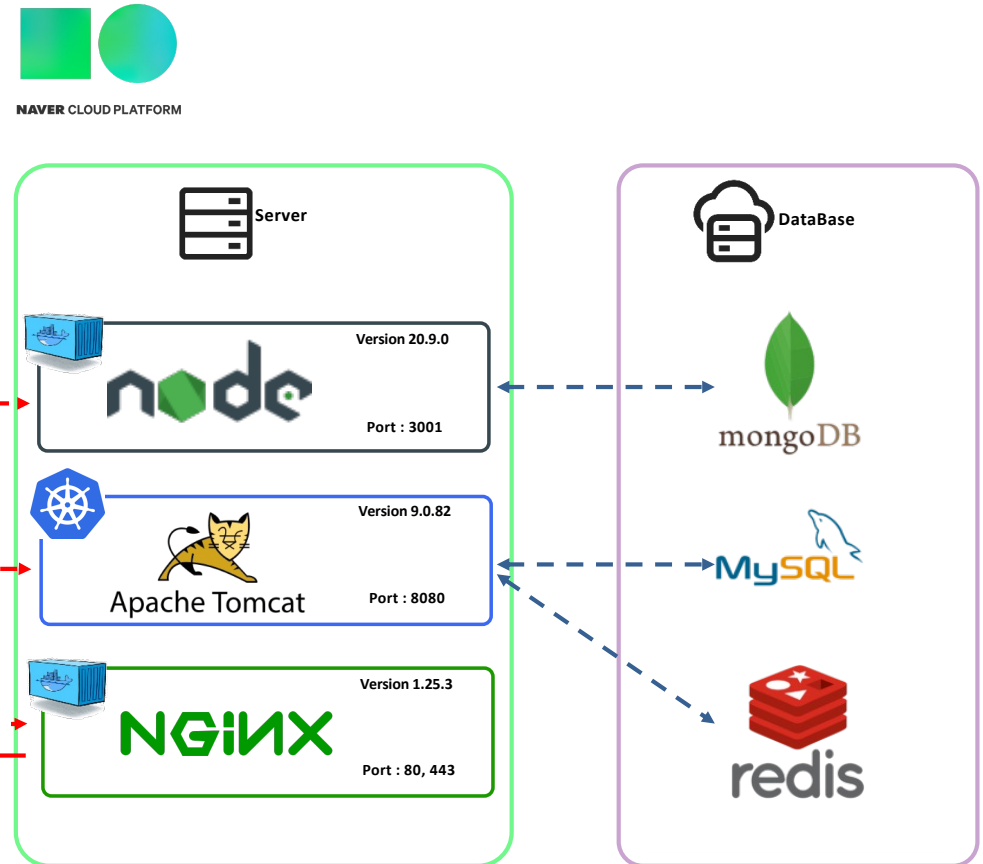 NAVER CLOUD PLATFORM
Server
DataBase
Version 20.9.0
node
Port : 3001
mongoDB
Version 9.0.82
Apache Tomcat
Port : 8080
MySQL
Version 1.25.3
NGINX
Port : 80, 443
redis